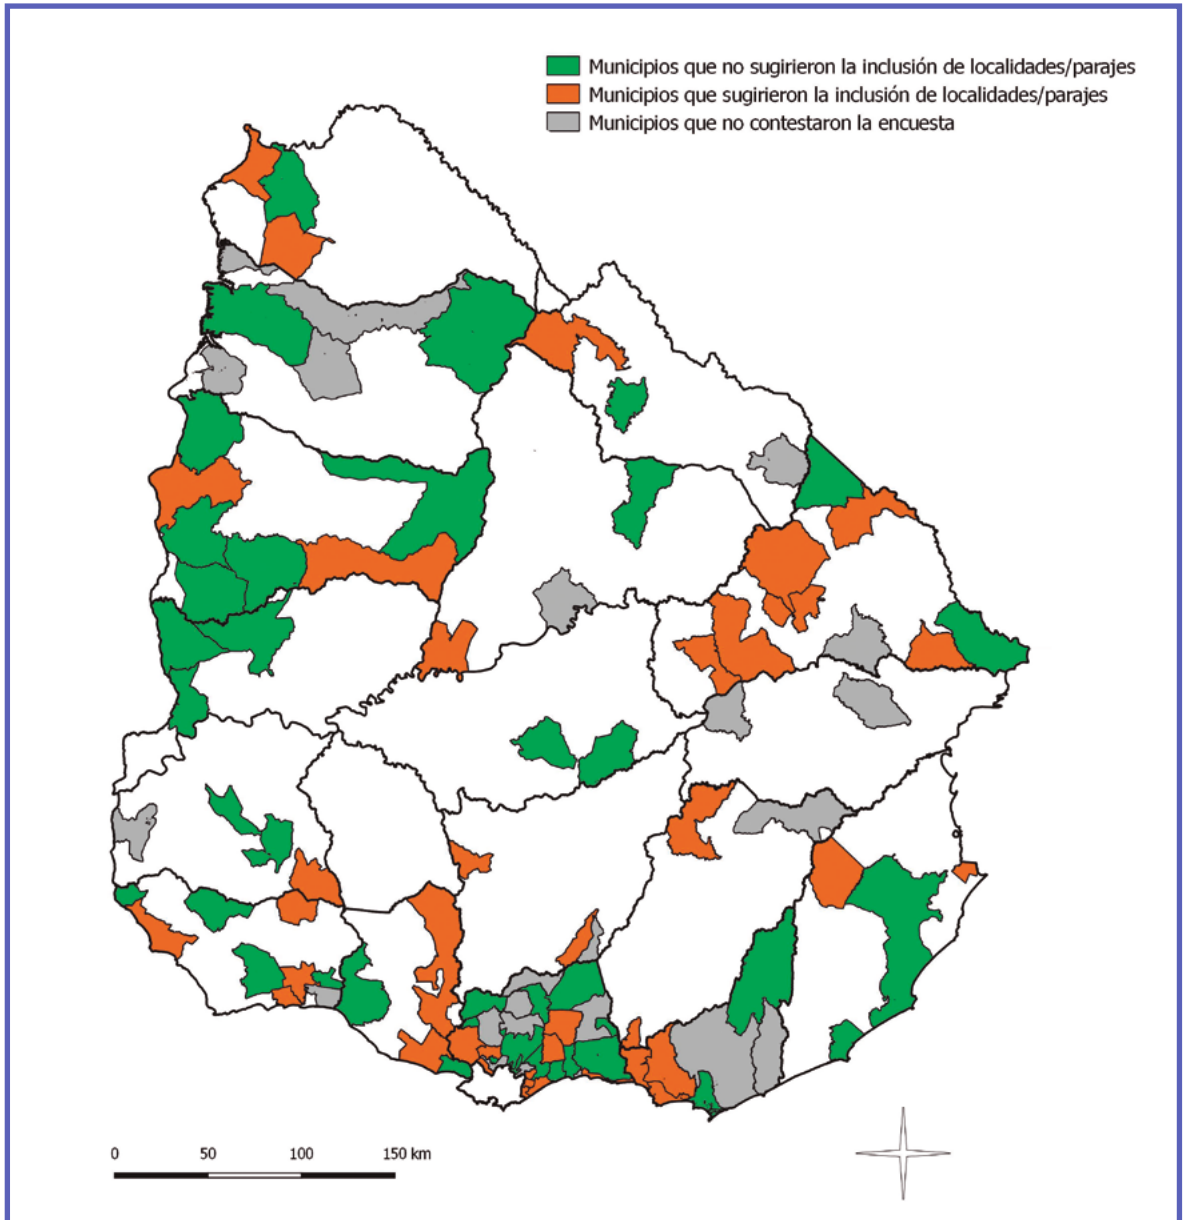 Municipios que no sugirieron la inclusión de localidades/parajes
Municipios que sugirieron la inclusión de localidades/parajes
Municipios que no contestaron la encuesta
0 50 100 150 km